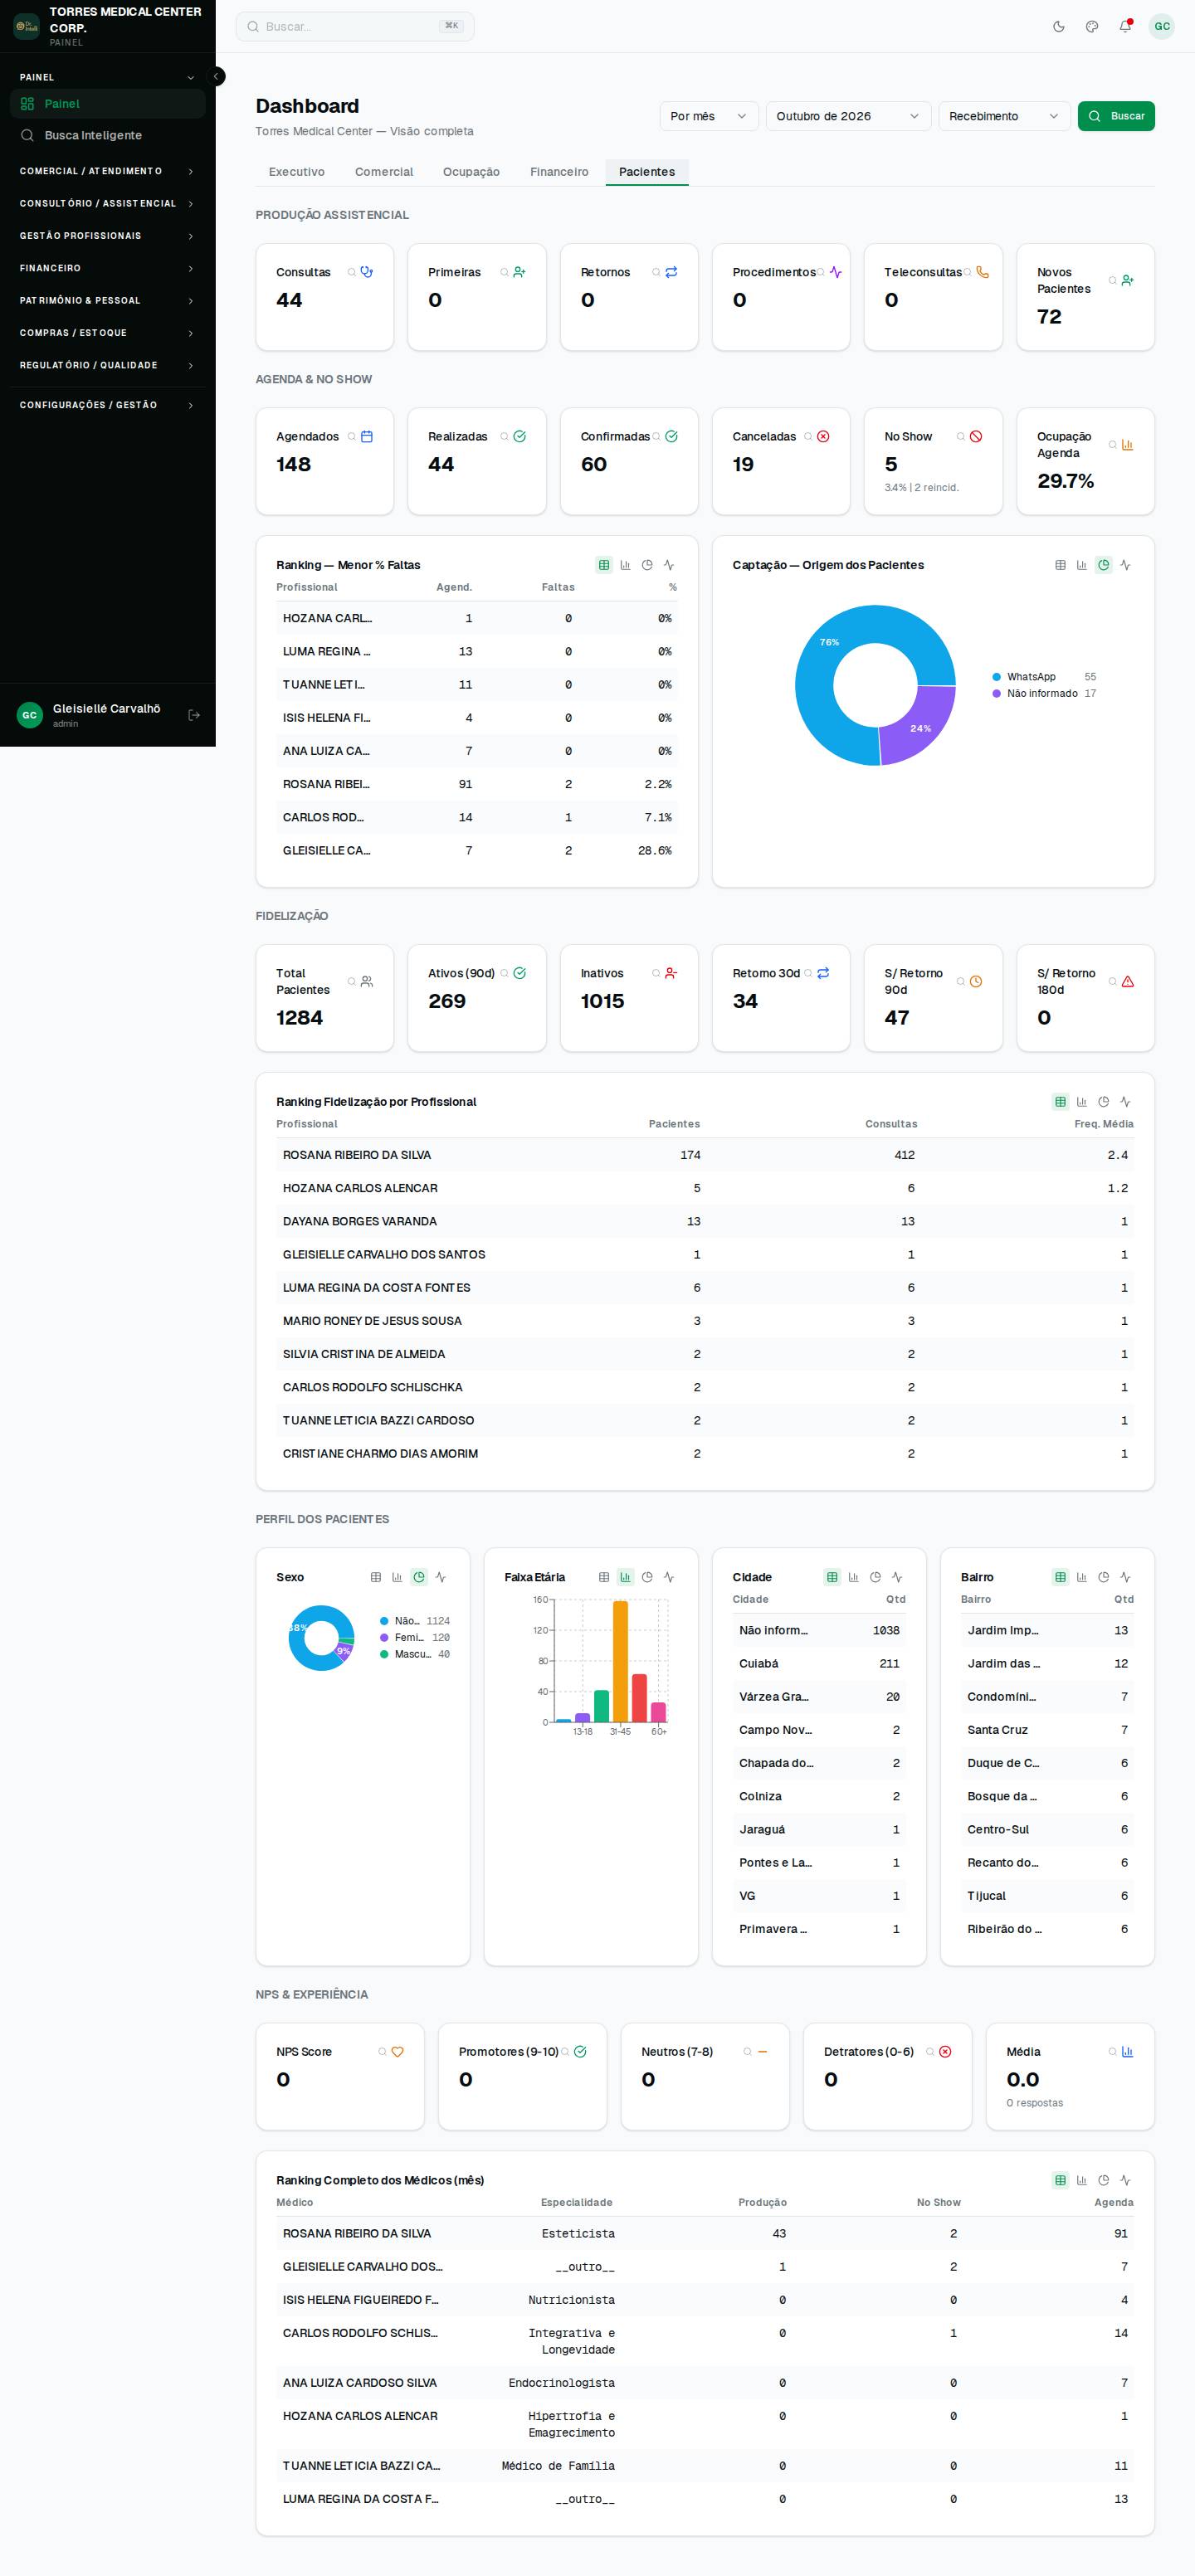 TORRES MEDICAL CENTER
CORP.
PAINEL
PAINEL
Painel
Busca Inteligente
COMERCIAL / ATENDIMENTO
CONSULTÓRIO / ASSISTENCIAL
GESTÃO PROFISSIONAIS
FINANCEIRO
PATRIMÔNIO & PESSOAL
COMPRAS / ESTOQUE
REGULATÓRIO / QUALIDADE
CONFIGURAÇÕES / GESTÃO
GC Gleisiellé Carvalhö
admin
Buscar... ⌘K
GC
Dashboard
Torres Medical Center — Visão completa
Por mês Outubro de 2026 Recebimento Buscar
Executivo Comercial Ocupação Financeiro Pacientes
PRODUÇÃO ASSISTENCIAL
Consultas
44
Primeiras
0
Retornos
0
Procedimentos
0
Teleconsultas
0
Novos
Pacientes
72
AGENDA & NO SHOW
Agendados
148
Realizadas
44
Confirmadas
60
Canceladas
19
No Show
5
3.4% | 2 reincid.
Ocupação
Agenda
29.7%
Ranking — Menor % Faltas
Profissional Agend. Faltas %
HOZANA CARL... 1 0 0%
LUMA REGINA ... 13 0 0%
TUANNE LETI... 11 0 0%
ISIS HELENA FI... 4 0 0%
ANA LUIZA CA... 7 0 0%
ROSANA RIBEI... 91 2 2.2%
CARLOS ROD... 14 1 7.1%
GLEISIELLE CA... 7 2 28.6%
Captação — Origem dos Pacientes
76%
24%
WhatsApp 55
Não informado 17
FIDELIZAÇÃO
Total
Pacientes
1284
Ativos (90d)
269
Inativos
1015
Retorno 30d
34
S/ Retorno
90d
47
S/ Retorno
180d
0
Ranking Fidelização por Profissional
Profissional Pacientes Consultas Freq. Média
ROSANA RIBEIRO DA SILVA 174 412 2.4
HOZANA CARLOS ALENCAR 5 6 1.2
DAYANA BORGES VARANDA 13 13 1
GLEISIELLE CARVALHO DOS SANTOS 1 1 1
LUMA REGINA DA COSTA FONTES 6 6 1
MARIO RONEY DE JESUS SOUSA 3 3 1
SILVIA CRISTINA DE ALMEIDA 2 2 1
CARLOS RODOLFO SCHLISCHKA 2 2 1
TUANNE LETICIA BAZZI CARDOSO 2 2 1
CRISTIANE CHARMO DIAS AMORIM 2 2 1
PERFIL DOS PACIENTES
Sexo
88%
9%
Não... 1124
Femi... 120
Mascu... 40
Faixa Etária
160
120
80
40
0
13-18 31-45 60+
Cidade
Cidade Qtd
Não inform... 1038
Cuiabá 211
Várzea Gra... 20
Campo Nov... 2
Chapada do... 2
Colniza 2
Jaraguá 1
Pontes e La... 1
VG 1
Primavera ... 1
Bairro
Bairro Qtd
Jardim Imp... 13
Jardim das ... 12
Condomíni... 7
Santa Cruz 7
Duque de C... 6
Bosque da ... 6
Centro-Sul 6
Recanto do... 6
Tijucal 6
Ribeirão do ... 6
NPS & EXPERIÊNCIA
NPS Score
0
Promotores (9-10)
0
Neutros (7-8)
0
Detratores (0-6)
0
Média
0.0
0 respostas
Ranking Completo dos Médicos (mês)
Médico Especialidade Produção No Show Agenda
ROSANA RIBEIRO DA SILVA Esteticista 43 2 91
GLEISIELLE CARVALHO DOS... __outro__ 1 2 7
ISIS HELENA FIGUEIREDO F... Nutricionista 0 0 4
CARLOS RODOLFO SCHLIS... Integrativa e 0 1 14
Longevidade
ANA LUIZA CARDOSO SILVA Endocrinologista 0 0 7
HOZANA CARLOS ALENCAR Hipertrofia e 0 0 1
Emagrecimento
TUANNE LETICIA BAZZI CA... Médico de Família 0 0 11
LUMA REGINA DA COSTA F... __outro__ 0 0 13